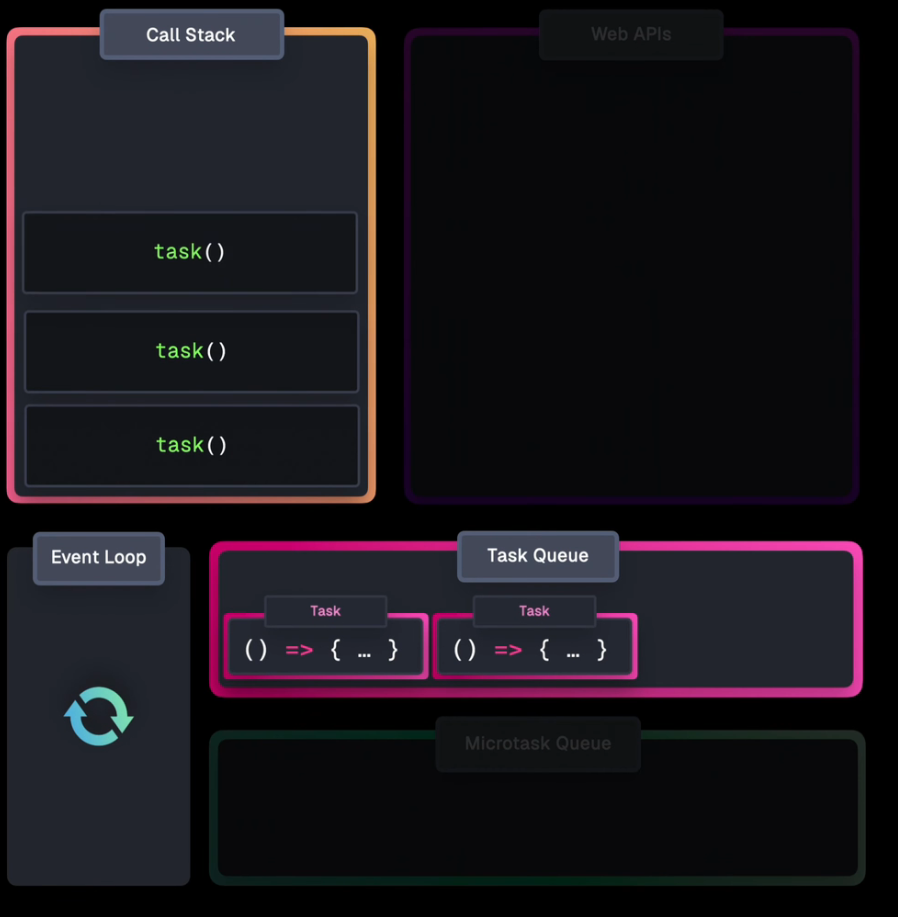 Call Stack
Web APIs
task()
task()
task()
Event Loop
Task Queue
Task
Task
() => { … }
() => { … }
Microtask Queue